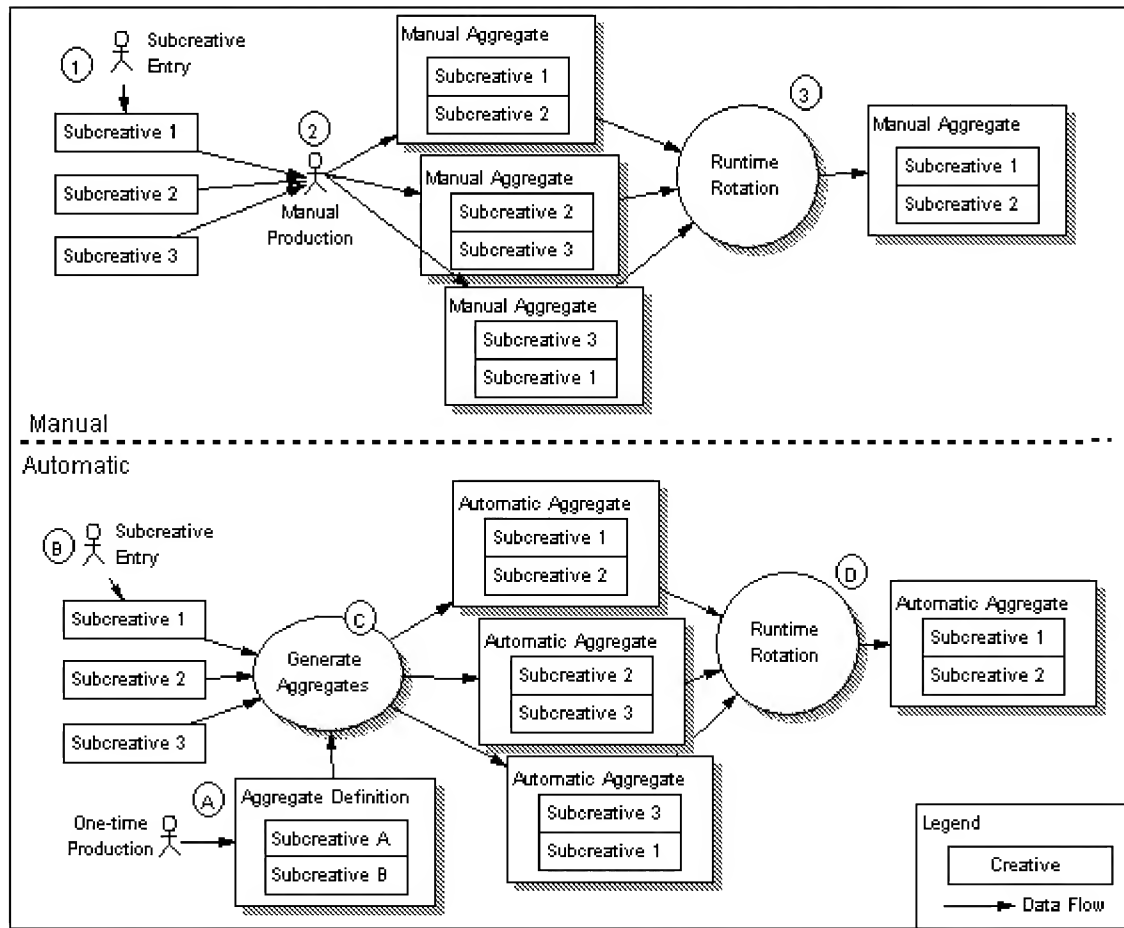 1
Subcreative
Entry
Subcreative 1
Subcreative 2
Subcreative 3
2
Manual
Production
Manual Aggregate
Subcreative 1
Subcreative 2
Manual Aggregate
Subcreative 2
Subcreative 3
Manual Aggregate
Subcreative 3
Subcreative 1
3
Runtime
Rotation
Manual Aggregate
Subcreative 1
Subcreative 2
Manual
Automatic
B
Subcreative
Entry
Subcreative 1
Subcreative 2
Subcreative 3
C
Generate
Aggregates
A
One-time
Production
Aggregate Definition
Subcreative A
Subcreative B
Automatic Aggregate
Subcreative 1
Subcreative 2
Automatic Aggregate
Subcreative 2
Subcreative 3
Automatic Aggregate
Subcreative 3
Subcreative 1
D
Runtime
Rotation
Automatic Aggregate
Subcreative 1
Subcreative 2
Legend
Creative
Data Flow